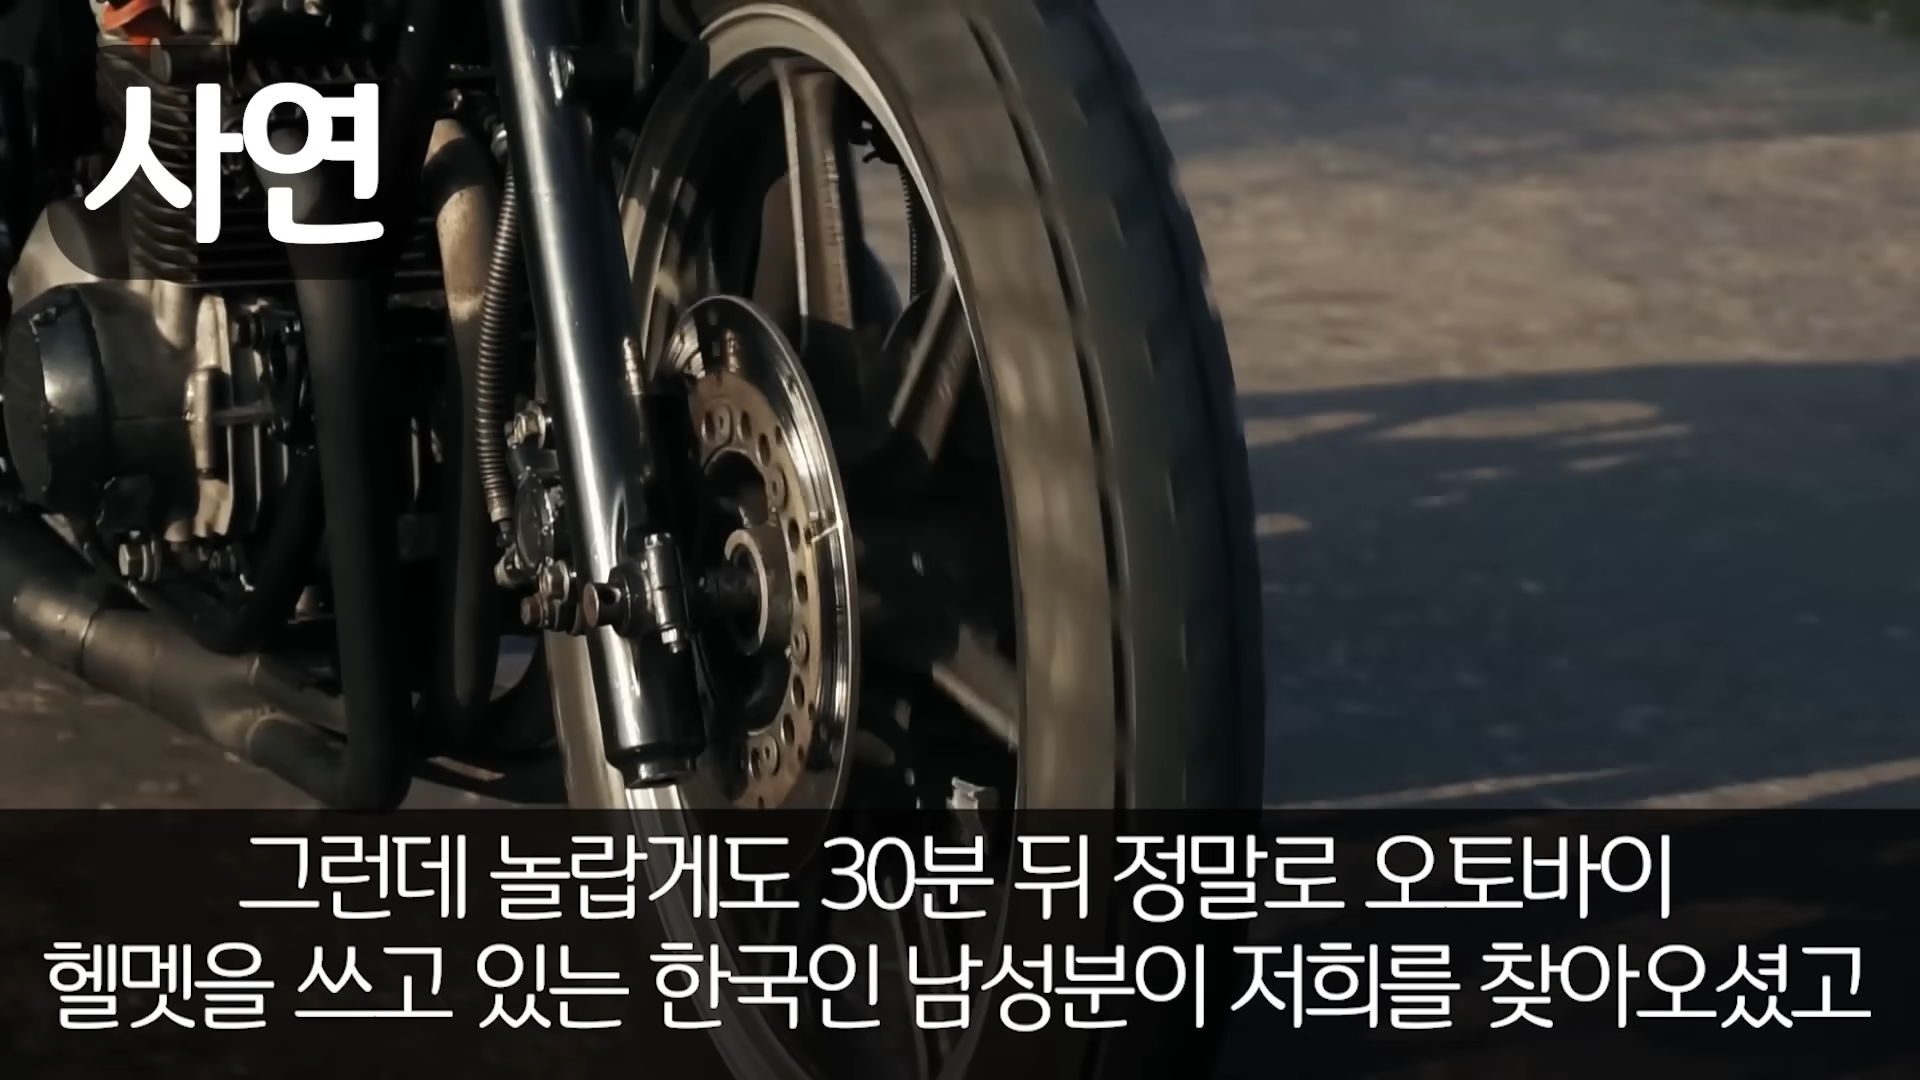 사연
그런데 놀랍게도 30분 뒤 정말로 오토바이
헬멧을 쓰고 있는 한국인 남성분이 저희를 찾아오셨고